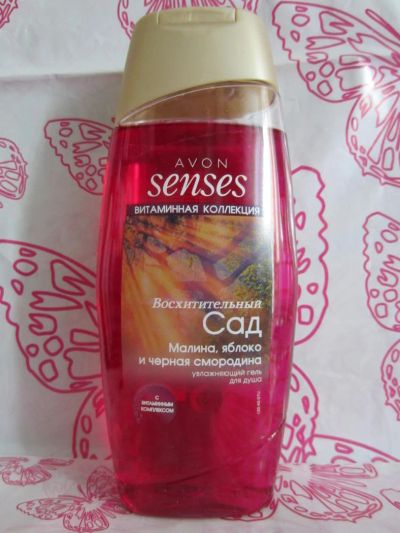 AVON
senses
ВИТАМИННАЯ КОЛЛЕКЦИЯ
Восхитительный
Сад
Малина, яблоко
и черная смородина
увлажняющий гель
для душа
С
ВИТАМИННЫМ
КОМПЛЕКСОМ